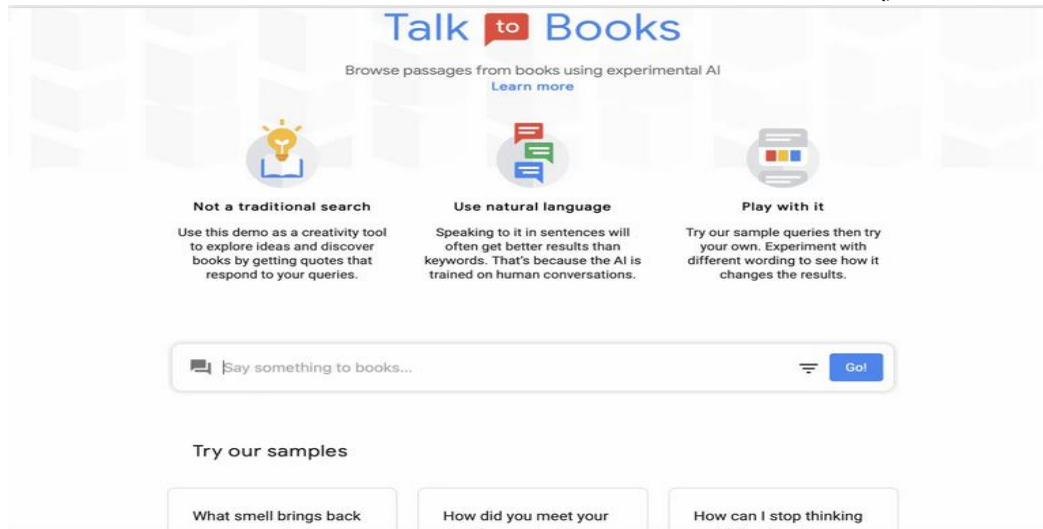 Talk to Books
Browse passages from books using experimental AI
Learn more
Not a traditional search
Use this demo as a creativity tool
to explore ideas and discover
books by getting quotes that
respond to your queries.
Use natural language
Speaking to it in sentences will
often get better results than
keywords. That's because the AI is
trained on human conversations.
Play with it
Try our sample queries then try
your own. Experiment with
different wording to see how it
changes the results.
Say something to books...
Go!
Try our samples
What smell brings back
How did you meet your
How can I stop thinking